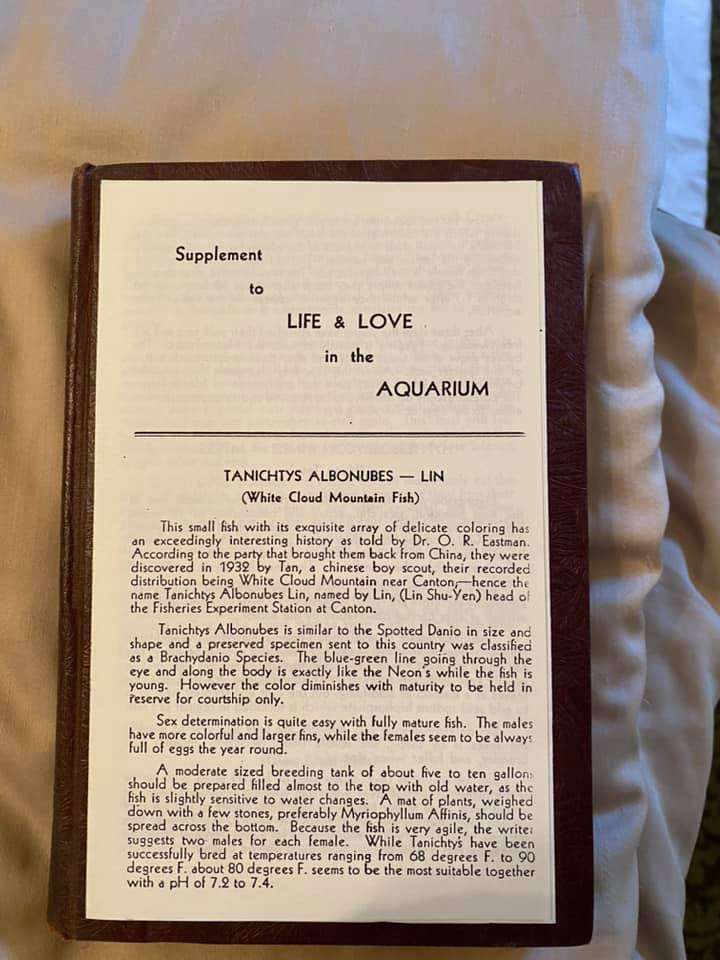 Supplement
to
LIFE & LOVE
in the
AQUARIUM
TANICHTYS ALBONUBES — LIN
(White Cloud Mountain Fish)
This small fish with its exquisite array of delicate coloring has
an exceedingly interesting history as told by Dr. O. R. Eastman.
According to the party that brought them back from China, they were
discovered in 1932 by Tan, a chinese boy scout, their recorded
distribution being White Cloud Mountain near Canton,—hence the
name Tanichtys Albonubes Lin, named by Lin, (Lin Shu-Yen) head of
the Fisheries Experiment Station at Canton.
Tanichtys Albonubes is similar to the Spotted Danio in size and
shape and a preserved specimen sent to this country was classified
as a Brachydanio Species. The blue-green line going through the
eye and along the body is exactly like the Neon's while the fish is
young. However the color diminishes with maturity to be held in
reserve for courtship only.
Sex determination is quite easy with fully mature fish. The males
have more colorful and larger fins, while the females seem to be always
full of eggs the year round.
A moderate sized breeding tank of about five to ten gallons
should be prepared filled almost to the top with old water, as the
fish is slightly sensitive to water changes. A mat of plants, weighed
down with a few stones, preferably Myriophyllum Affinis, should be
spread across the bottom. Because the fish is very agile, the writer
suggests two males for each female. While Tanichtys have been
successfully bred at temperatures ranging from 68 degrees F. to 90
degrees F. about 80 degrees F. seems to be the most suitable together
with a pH of 7.2 to 7.4.